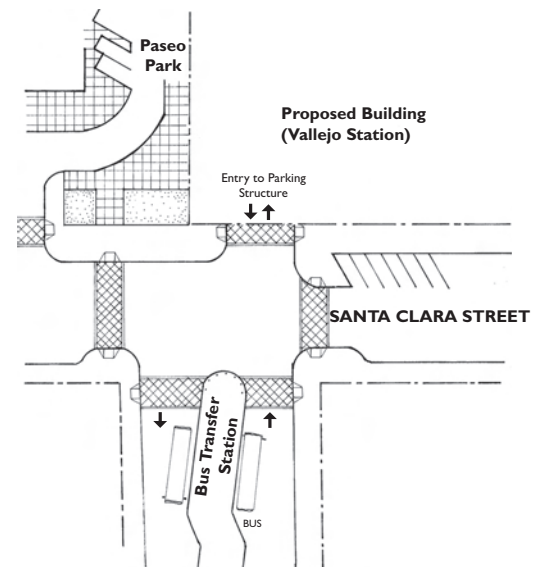 Paseo
Park
Proposed Building
(Vallejo Station)
Entry to Parking
Structure
SANTA CLARA STREET
Bus Transfer
Station
BUS